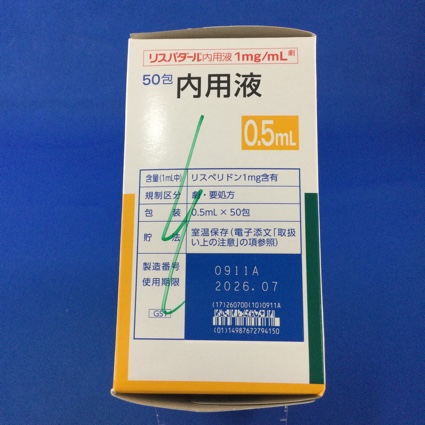 リスパダール内用液1mg/mL 劇
50包 内用液
0.5mL
含量(1mL中) リスペリドン1mg含有
規制区分 劇・要処方
包装 0.5mL×50包
貯法 室温保存(電子添文「取扱
い上の注意」の項参照)
製造番号 0911A
使用期限 2026.07
(17)260700(10)0911A
GS1
(01)14987672794150